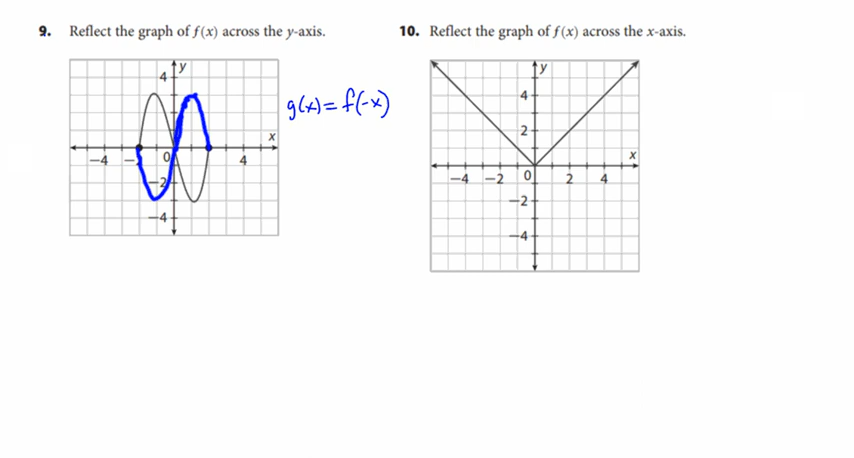 9. Reflect the graph of f(x) across the y-axis.
10. Reflect the graph of f(x) across the x-axis.
y
4
g(x) = f(-x)
x
−4
0
4
−2
−4
y
4
2
x
−4
−2
0
2
4
−2
−4